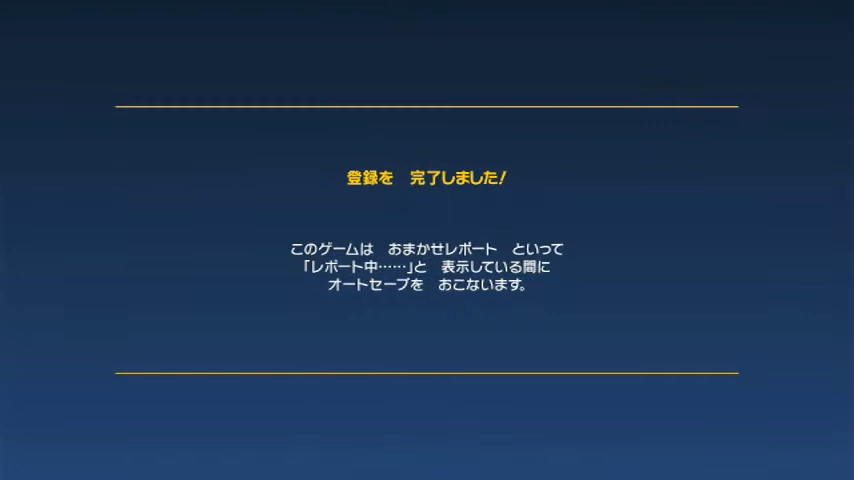 登録を　完了しました!
このゲームは　おまかせレポート　といって
「レポート中……」と　表示している間に
オートセーブを　おこないます。